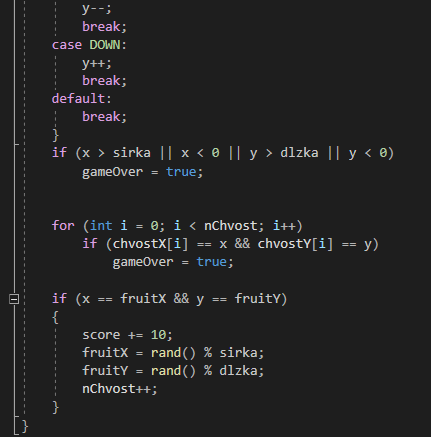 y--;
break;
case DOWN:
y++;
break;
default:
break;
}
if (x > sirka || x < 0 || y > dlzka || y < 0)
gameOver = true;
for (int i = 0; i < nChvost; i++)
if (chvostX[i] == x && chvostY[i] == y)
gameOver = true;
if (x == fruitX && y == fruitY)
{
score += 10;
fruitX = rand() % sirka;
fruitY = rand() % dlzka;
nChvost++;
}
}